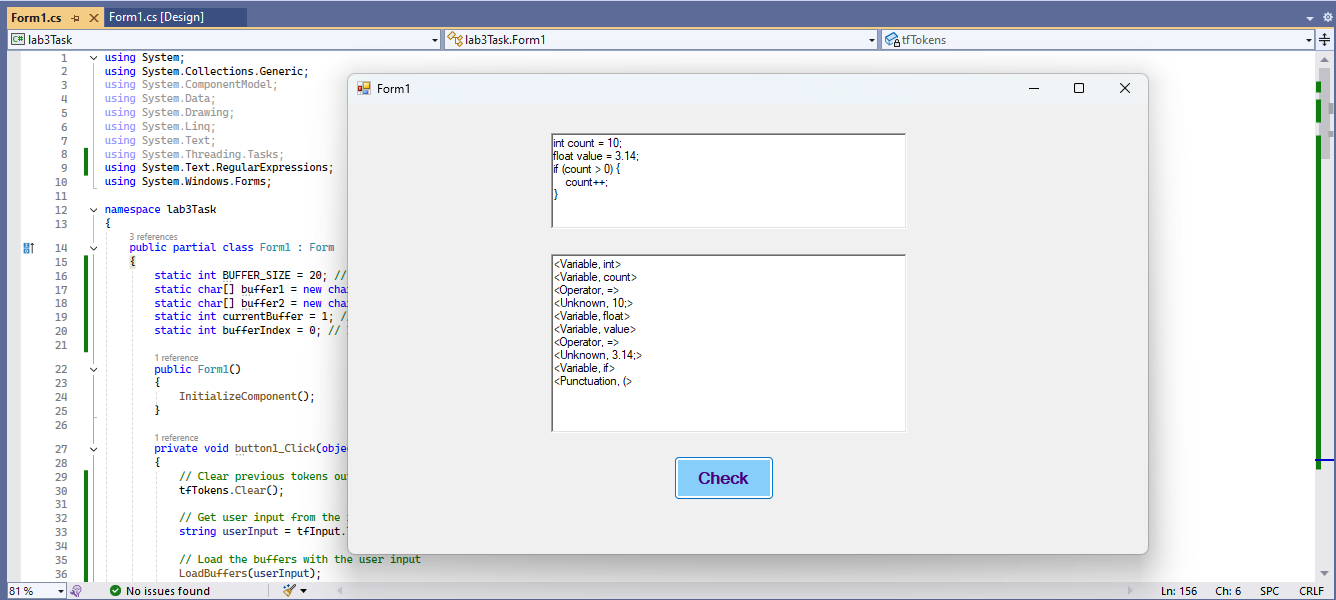 Form1.cs
Form1.cs [Design]
C# lab3Task
lab3Task.Form1
tfTokens
1 using System;
2 using System.Collections.Generic;
3 using System.ComponentModel;
4 using System.Data;
5 using System.Drawing;
6 using System.Linq;
7 using System.Text;
8 using System.Threading.Tasks;
9 using System.Text.RegularExpressions;
10 using System.Windows.Forms;
11
12 namespace lab3Task
13 {
3 references
14 public partial class Form1 : Form
15 {
16 static int BUFFER_SIZE = 20; //
17 static char[] buffer1 = new cha
18 static char[] buffer2 = new cha
19 static int currentBuffer = 1; /
20 static int bufferIndex = 0; //
21
1 reference
22 public Form1()
23 {
24 InitializeComponent();
25 }
26
1 reference
27 private void button1_Click(obje
28 {
29 // Clear previous tokens ou
30 tfTokens.Clear();
31
32 // Get user input from the
33 string userInput = tfInput.
34
35 // Load the buffers with the user input
36 LoadBuffers(userInput);
Form1
int count = 10;
float value = 3.14;
if (count > 0) {
count++;
}
<Variable, int>
<Variable, count>
<Operator, =>
<Unknown, 10;>
<Variable, float>
<Variable, value>
<Operator, =>
<Unknown, 3.14;>
<Variable, if>
<Punctuation, (>
Check
81 %
No issues found
Ln: 156
Ch: 6
SPC
CRLF